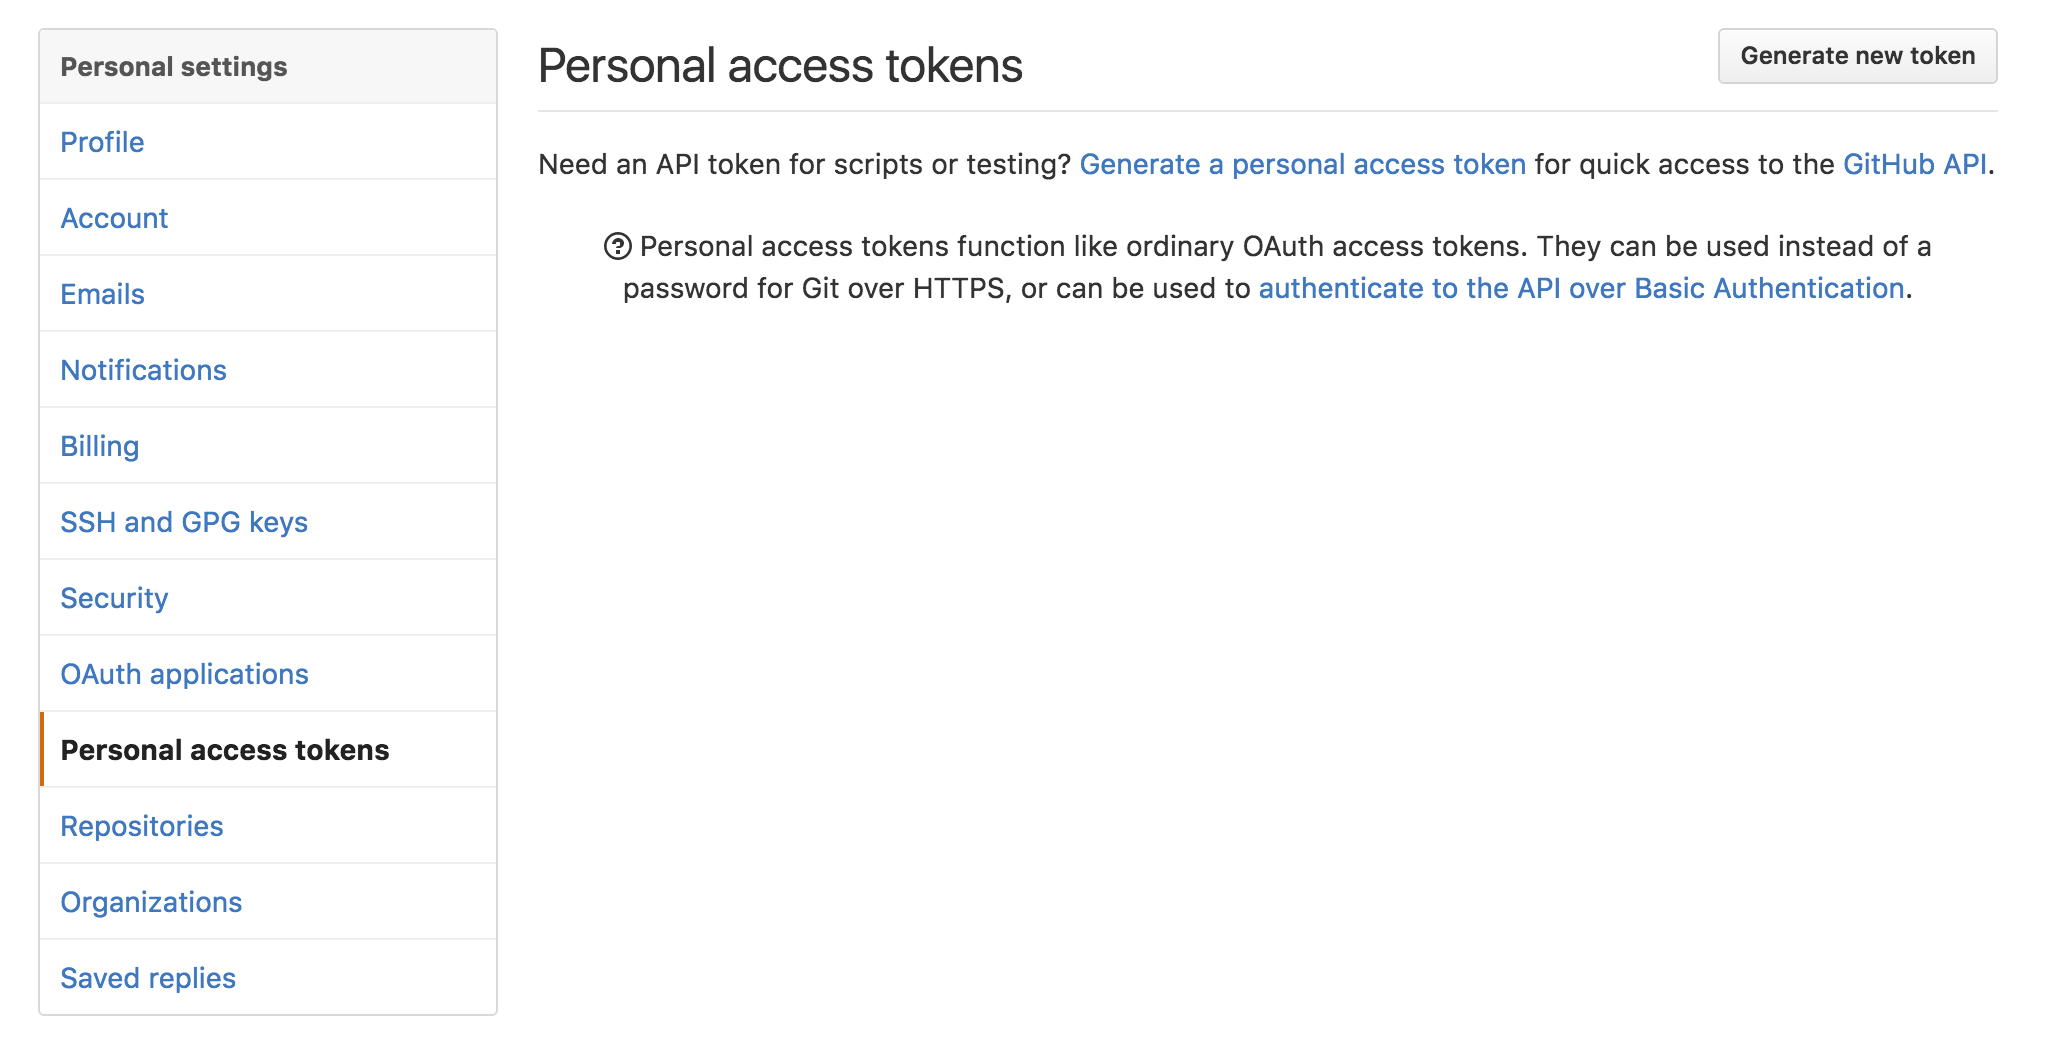 Personal settings
Profile
Account
Emails
Notifications
Billing
SSH and GPG keys
Security
OAuth applications
Personal access tokens
Repositories
Organizations
Saved replies
Personal access tokens
Generate new token
Need an API token for scripts or testing? Generate a personal access token for quick access to the GitHub API.
Personal access tokens function like ordinary OAuth access tokens. They can be used instead of a
password for Git over HTTPS, or can be used to authenticate to the API over Basic Authentication.